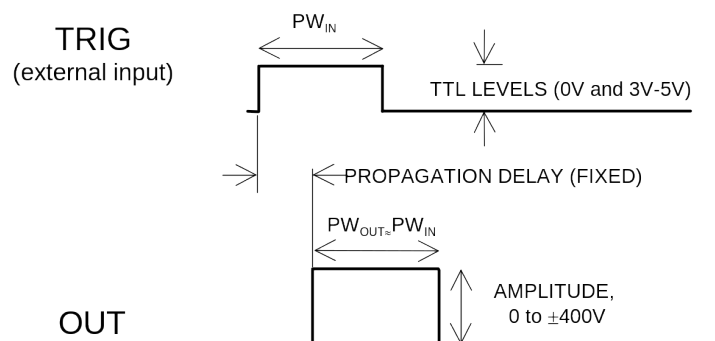 PW_IN
TRIG
(external input)
TTL LEVELS (0V and 3V-5V)
PROPAGATION DELAY (FIXED)
PW_OUT≈PW_IN
AMPLITUDE,
0 to ±400V
OUT